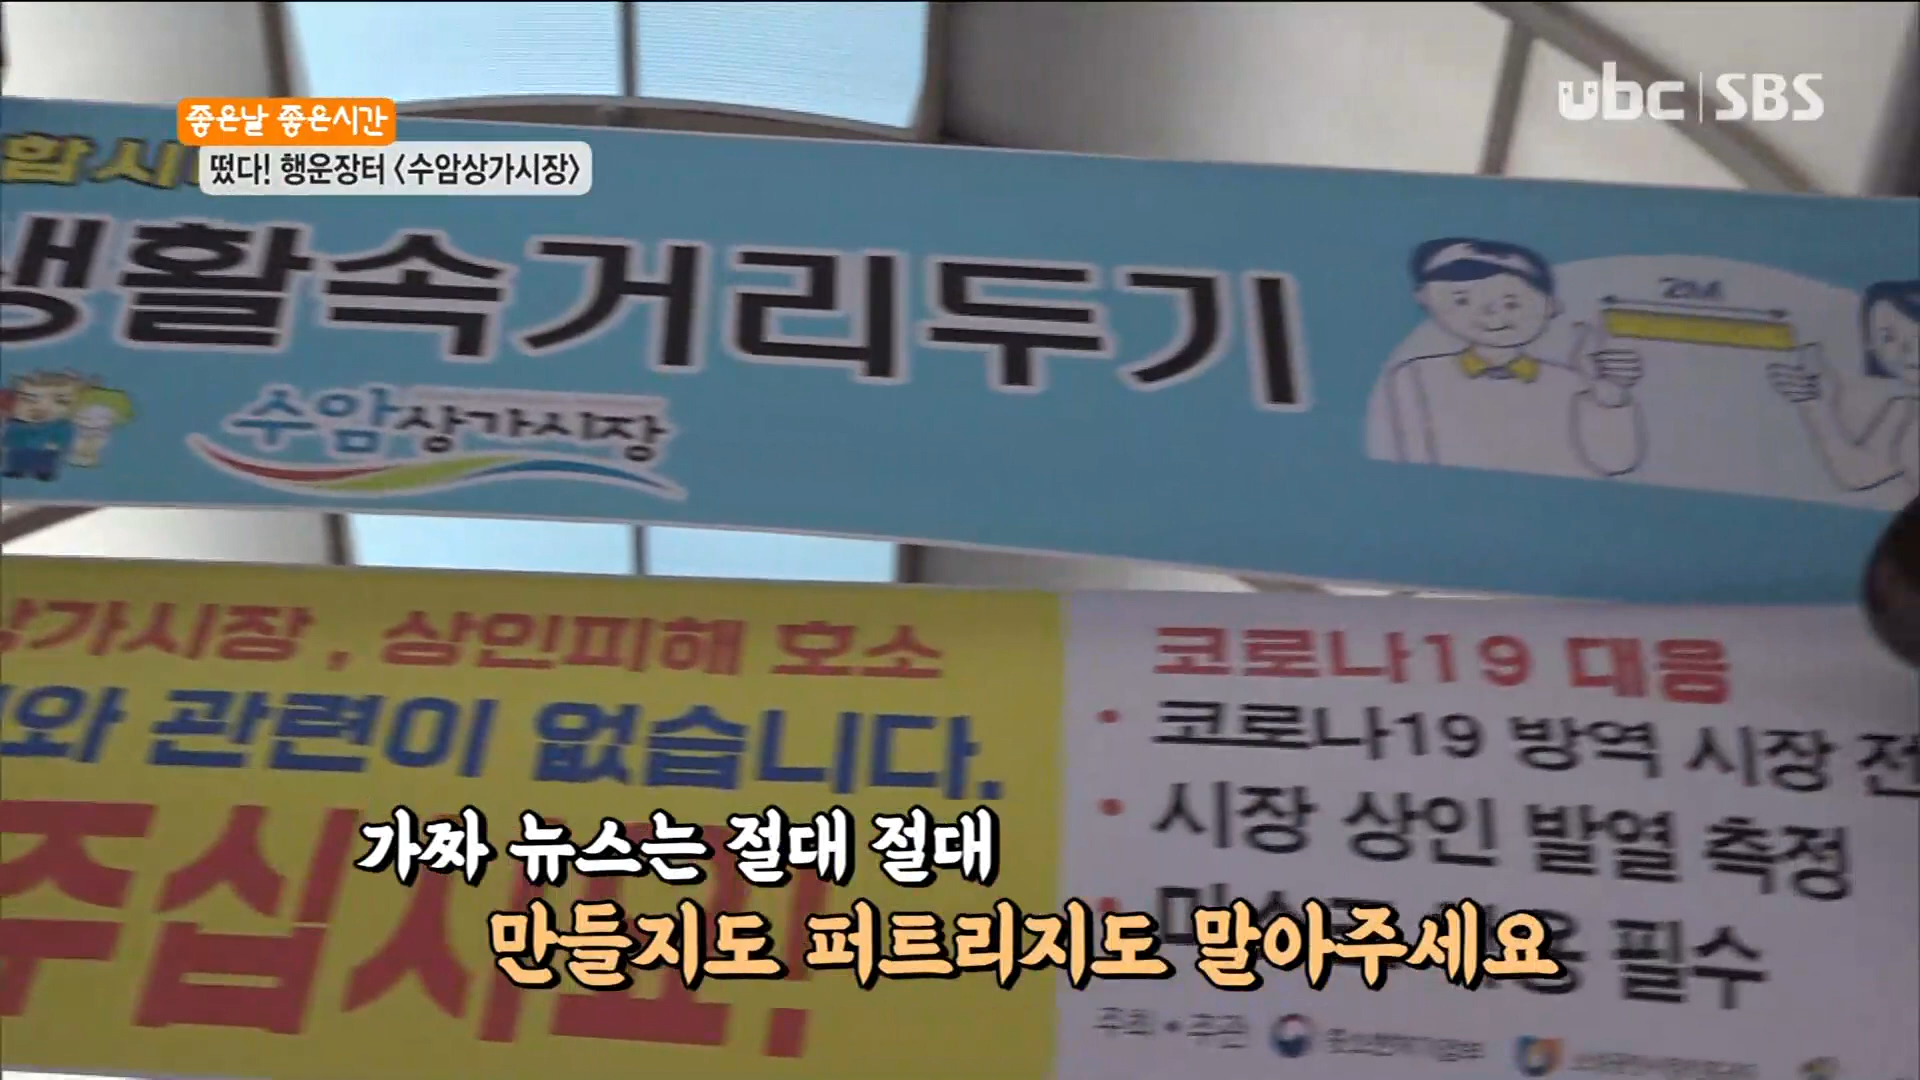 좋은날 좋은시간
떴다! 행운장터 <수암상가시장>
ubc SBS
생활속거리두기
2M
수암상가시장
상가시장, 상인피해 호소
와 관련이 없습니다.
주십시요!
코로나19 대응
• 코로나19 방역 시장 전
• 시장 상인 발열 측정
필수
주최 • 주관
가짜 뉴스는 절대 절대
만들지도 퍼트리지도 말아주세요